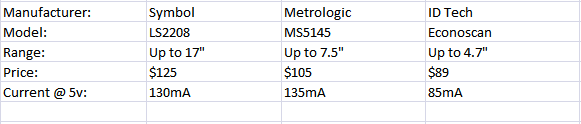 Manufacturer: Symbol Metrologic ID Tech
Model: LS2208 MS5145 Econoscan
Range: Up to 17" Up to 7.5" Up to 4.7"
Price: $125 $105 $89
Current @ 5v: 130mA 135mA 85mA